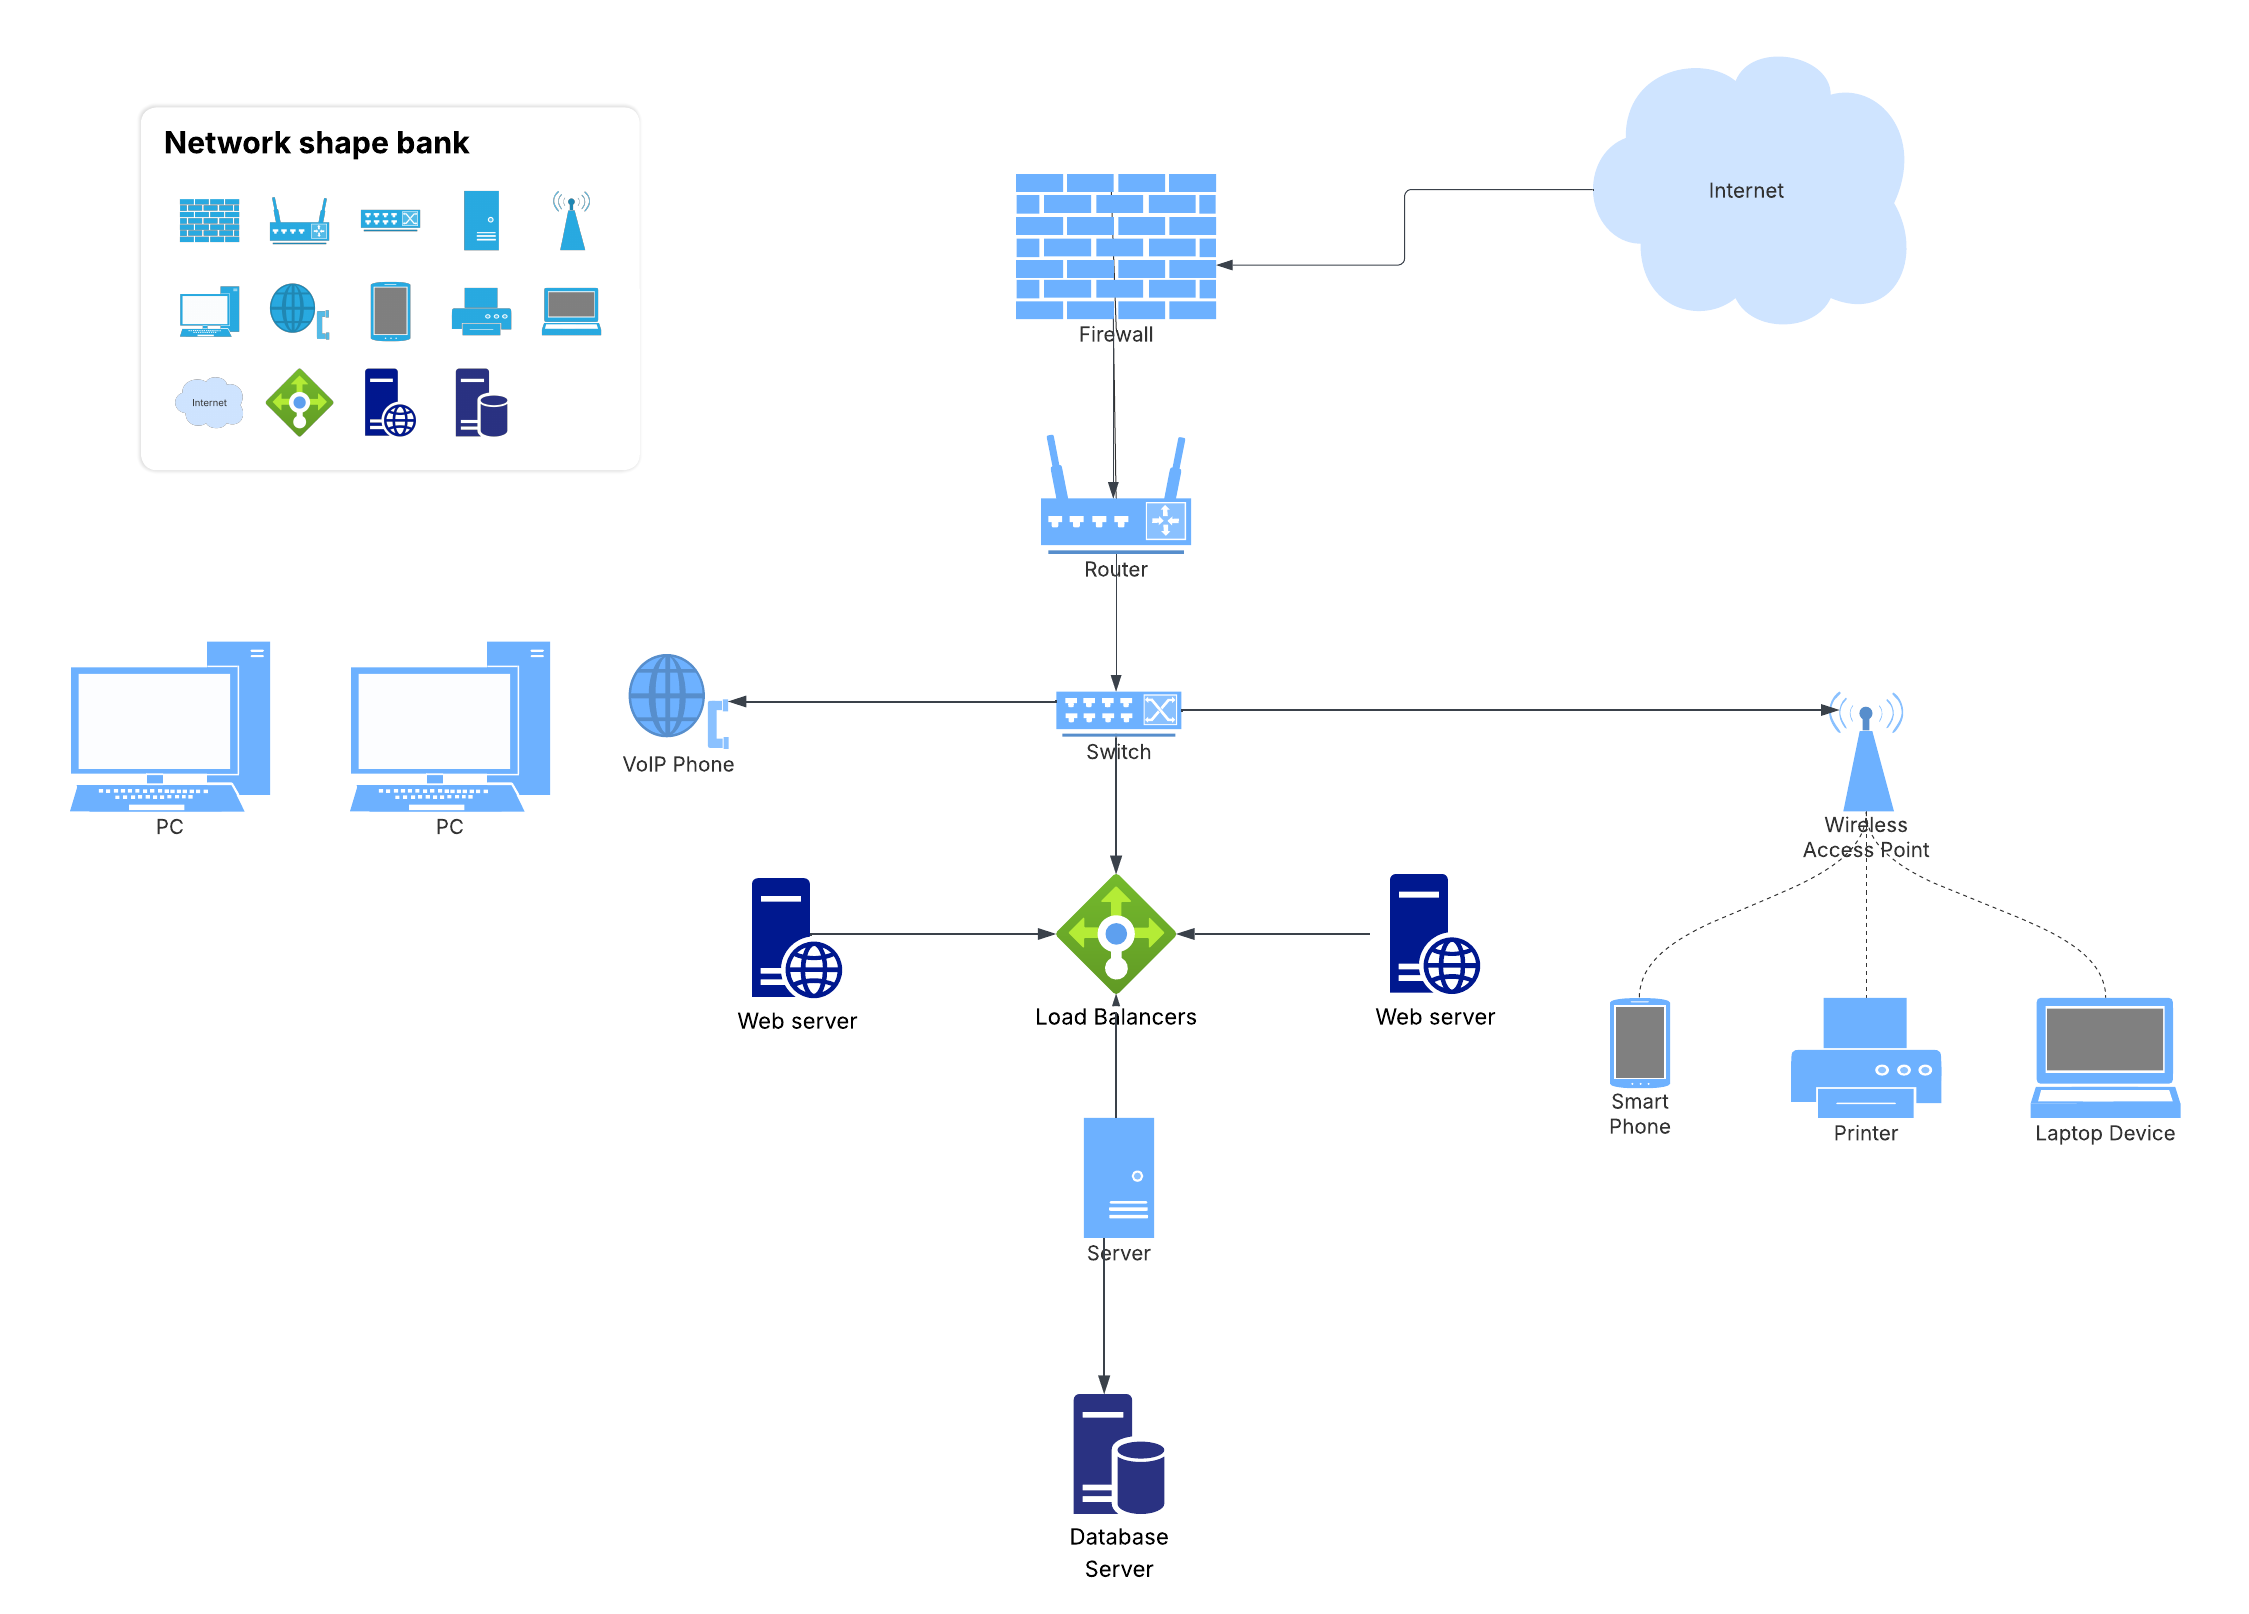 Network shape bank
Internet
Internet
Firewall
Router
PC
PC
VoIP Phone
Switch
Wireless
Access Point
Web server
Load Balancers
Web server
Smart
Phone
Printer
Laptop Device
Server
Database
Server